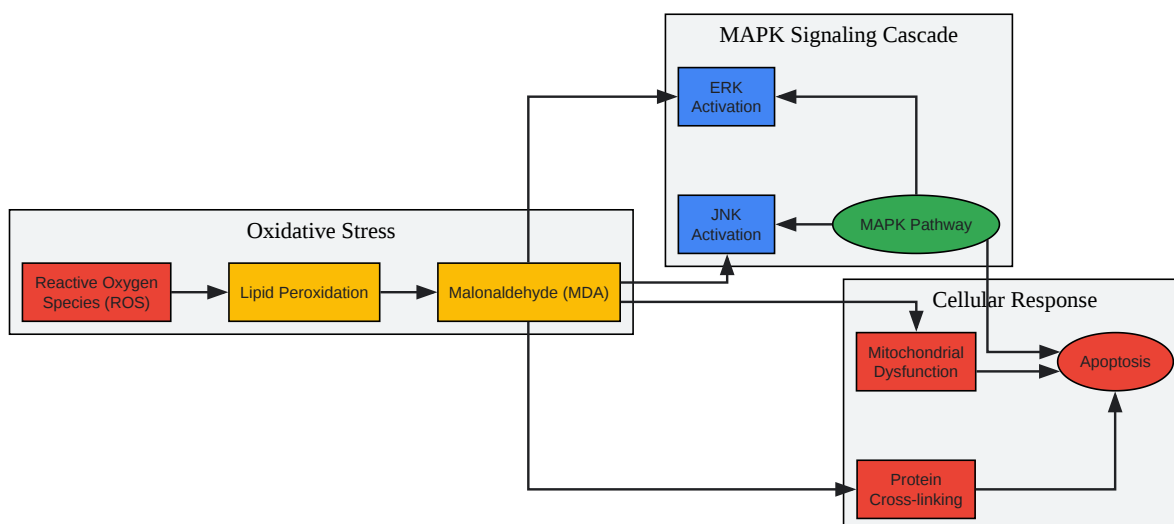 MAPK Signaling Cascade
ERK
Activation
JNK
Activation
MAPK Pathway
Oxidative Stress
Reactive Oxygen
Species (ROS)
Lipid Peroxidation
Malonaldehyde (MDA)
Cellular Response
Mitochondrial
Dysfunction
Apoptosis
Protein
Cross-linking